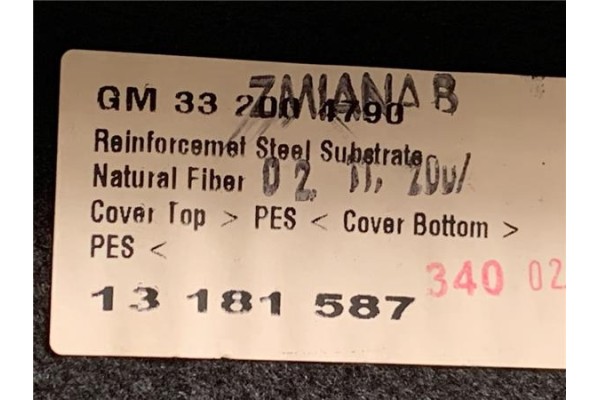 ZMIANA B
GM 33 200 4790
Reinforcemet Steel Substrate
Natural Fiber 02. 11. 200/
Cover Top > PES < Cover Bottom >
PES <
340 02
13 181 587